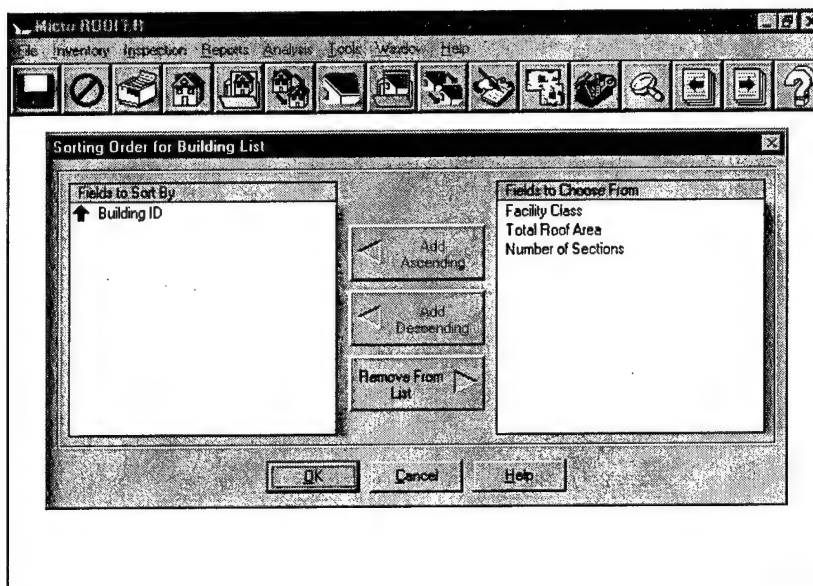 Micro ROOFER
File Inventory Inspection Reports Analysis Tools Window Help
Sorting Order for Building List
Fields to Sort By
Building ID
Add
Ascending
Add
Descending
Remove From
List
Fields to Choose From
Facility Class
Total Roof Area
Number of Sections
OK Cancel Help